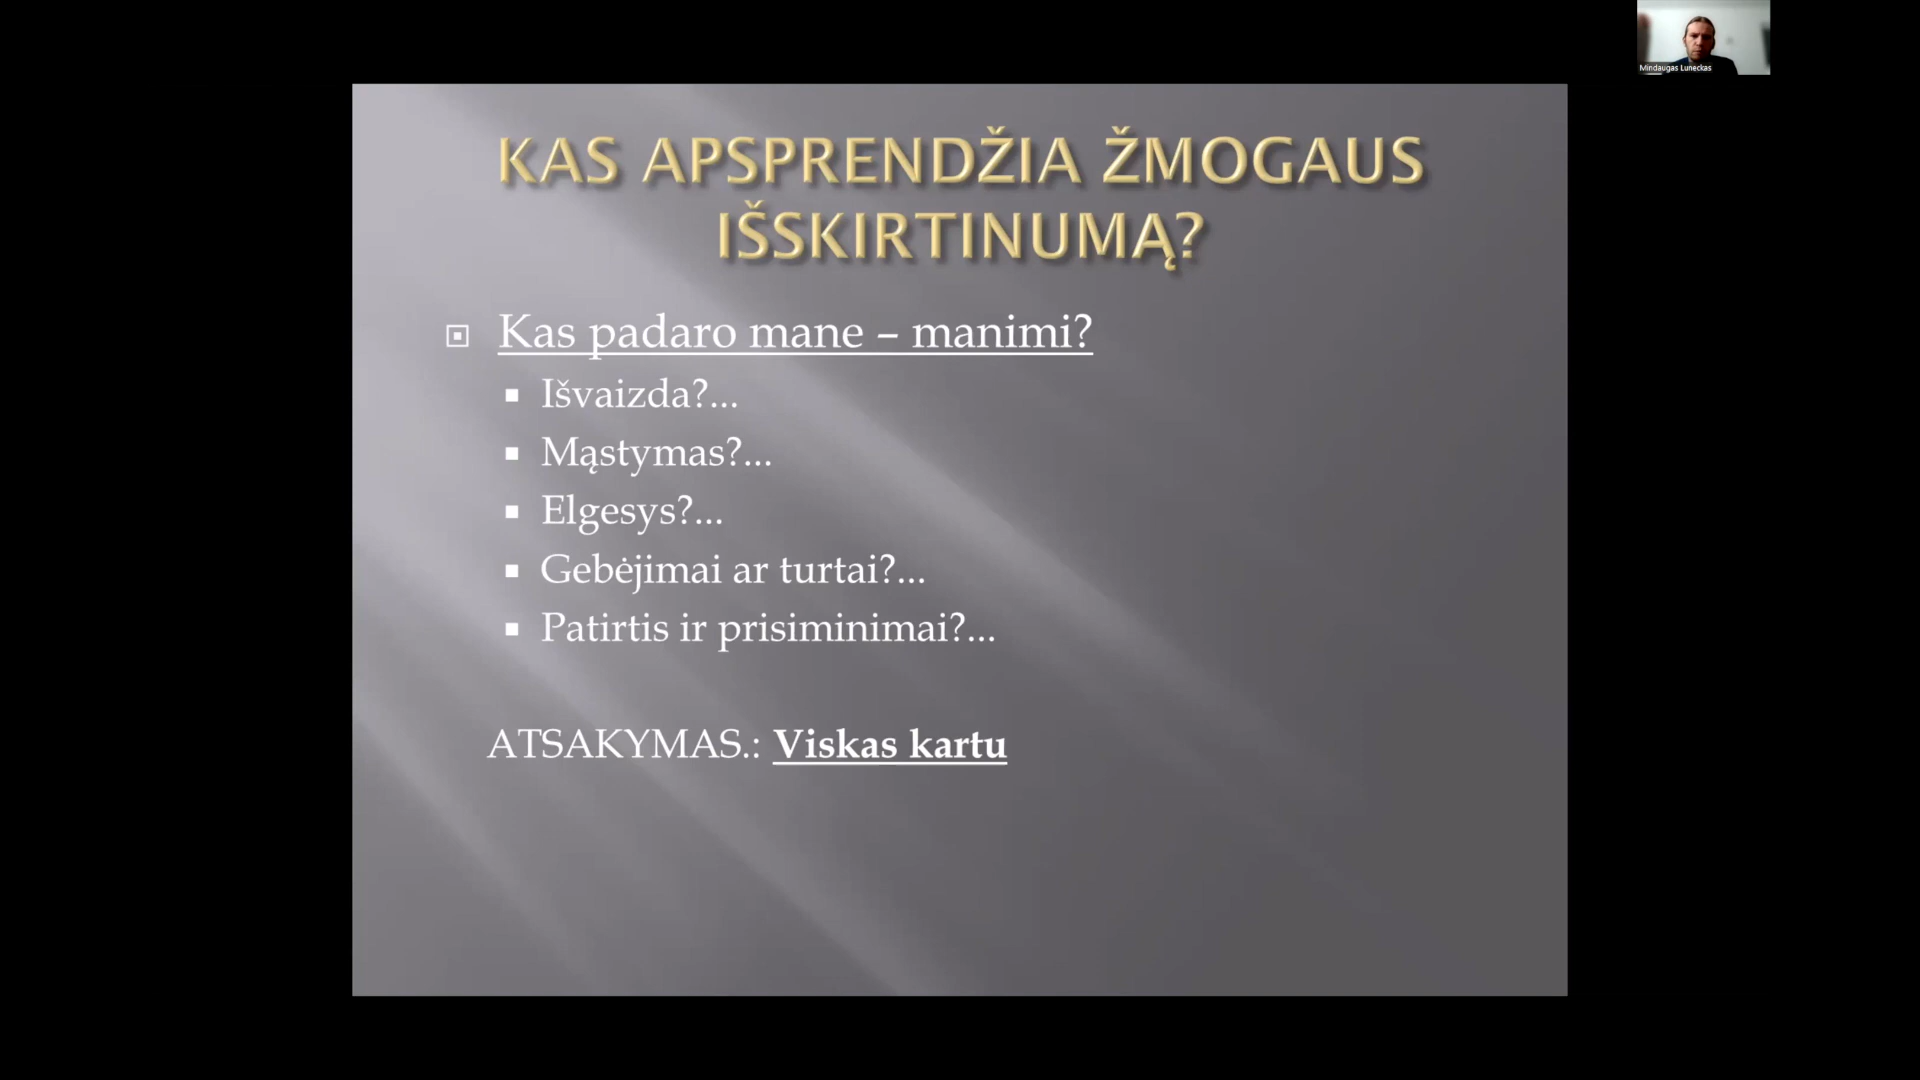 Mindaugas Luneckas
KAS APSPRENDŽIA ŽMOGAUS
IŠSKIRTINUMĄ?
Kas padaro mane – manimi?
Išvaizda?...
Mąstymas?...
Elgesys?...
Gebėjimai ar turtai?...
Patirtis ir prisiminimai?...
ATSAKYMAS.: Viskas kartu